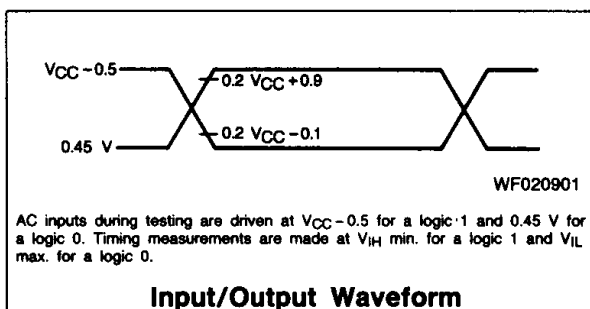 VCC −0.5
0.2 VCC+0.9
0.2 VCC−0.1
0.45 V
WF020901
AC inputs during testing are driven at VCC−0.5 for a logic 1 and 0.45 V for
a logic 0. Timing measurements are made at VIH min. for a logic 1 and VIL
max. for a logic 0.
Input/Output Waveform